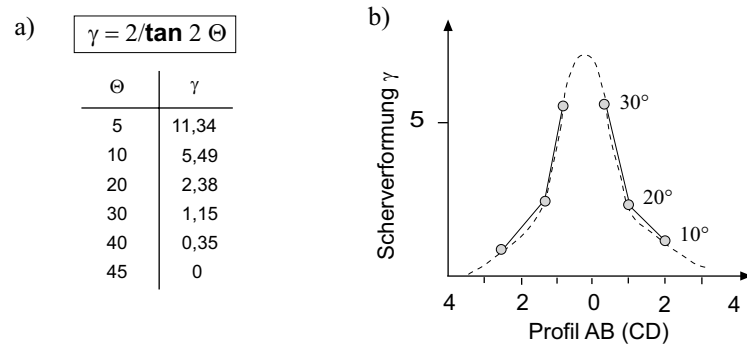 a)
γ = 2/tan 2 Θ
Θ γ
5 11,34
10 5,49
20 2,38
30 1,15
40 0,35
45 0
b)
Scherverformung γ
5
30°
20°
10°
4 2 0 2 4
Profil AB (CD)